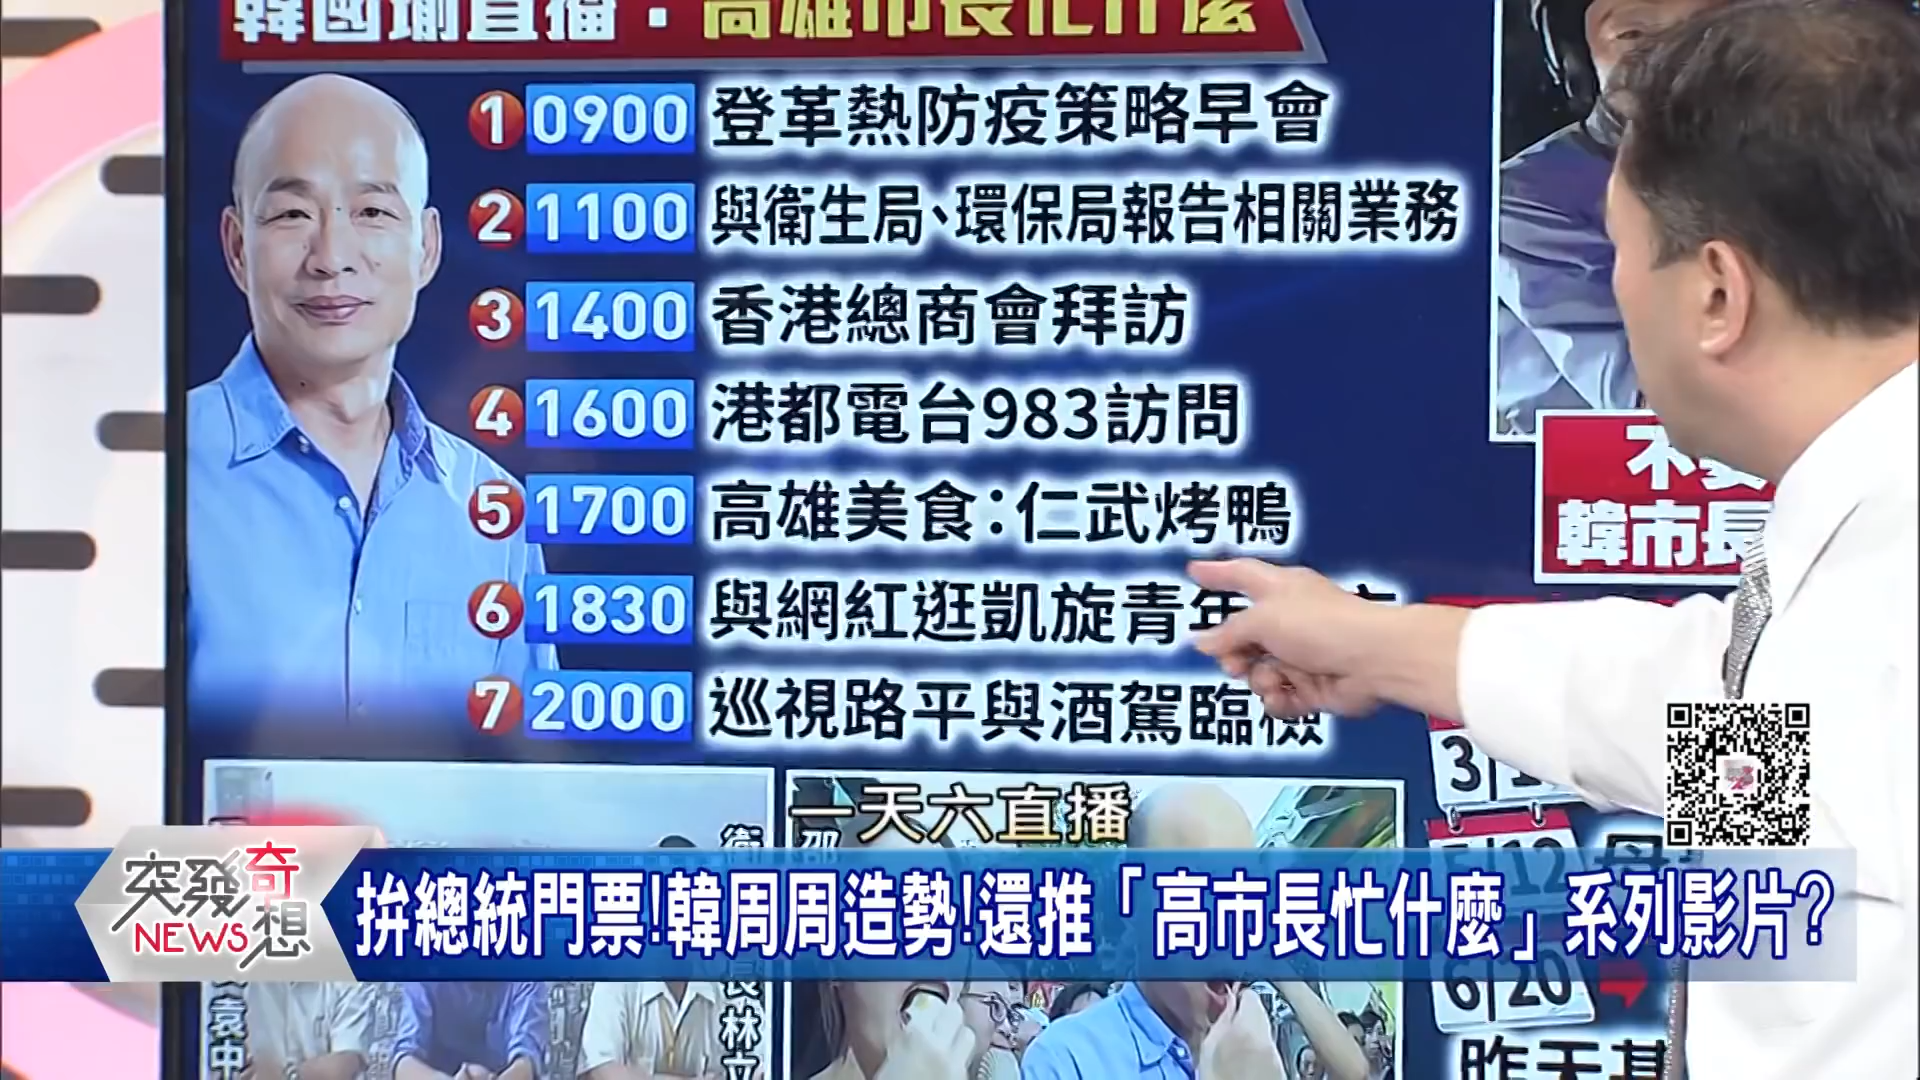 韓國瑜直播：高雄市長忙什麼
1 0900 登革熱防疫策略早會
2 1100 與衛生局、環保局報告相關業務
3 1400 香港總商會拜訪
4 1600 港都電台983訪問
5 1700 高雄美食：仁武烤鴨
6 1830 與網紅逛凱旋青年
7 2000 巡視路平與酒駕臨檢
韓市長
一天六直播
突發奇想
NEWS
拚總統門票!韓周周造勢!還推「高市長忙什麼」系列影片?
5/12
6/20
昨天